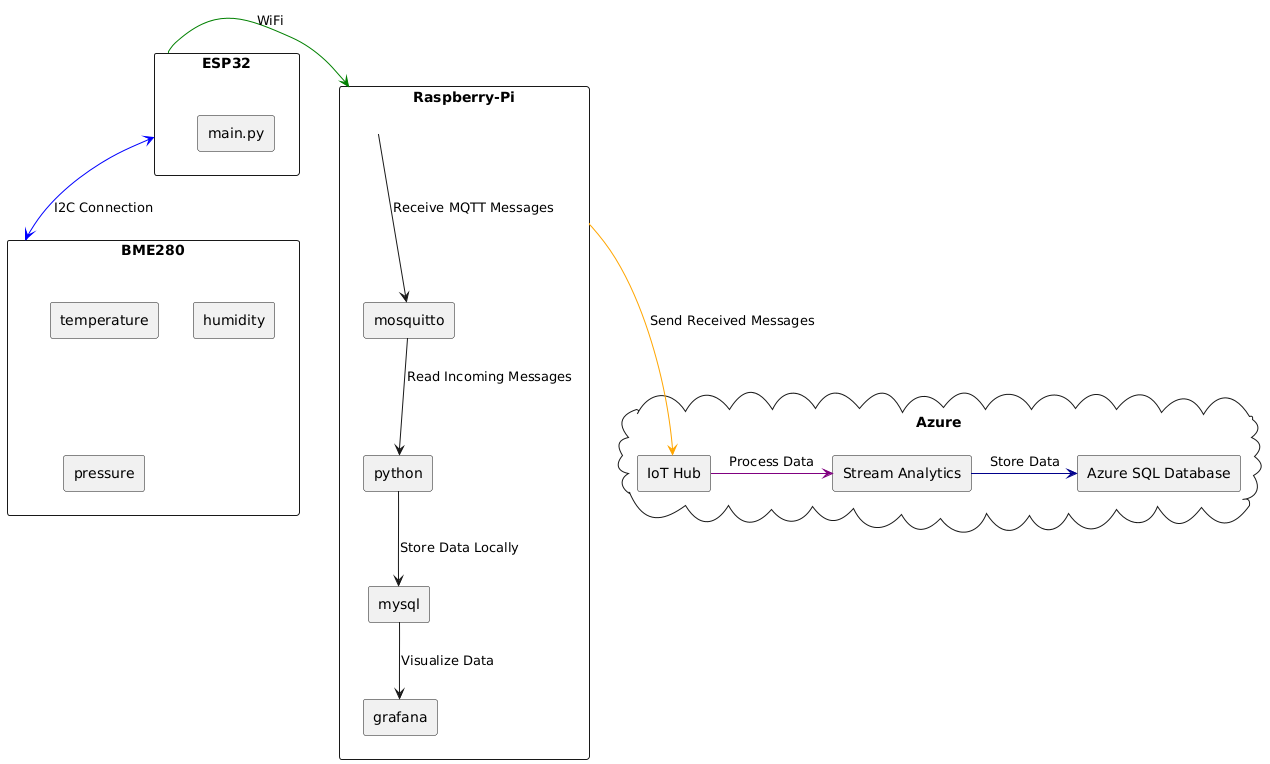 WiFi
ESP32
main.py
I2C Connection
BME280
temperature
humidity
pressure
Raspberry-Pi
Receive MQTT Messages
mosquitto
Read Incoming Messages
python
Store Data Locally
mysql
Visualize Data
grafana
Send Received Messages
Azure
IoT Hub
Process Data
Stream Analytics
Store Data
Azure SQL Database